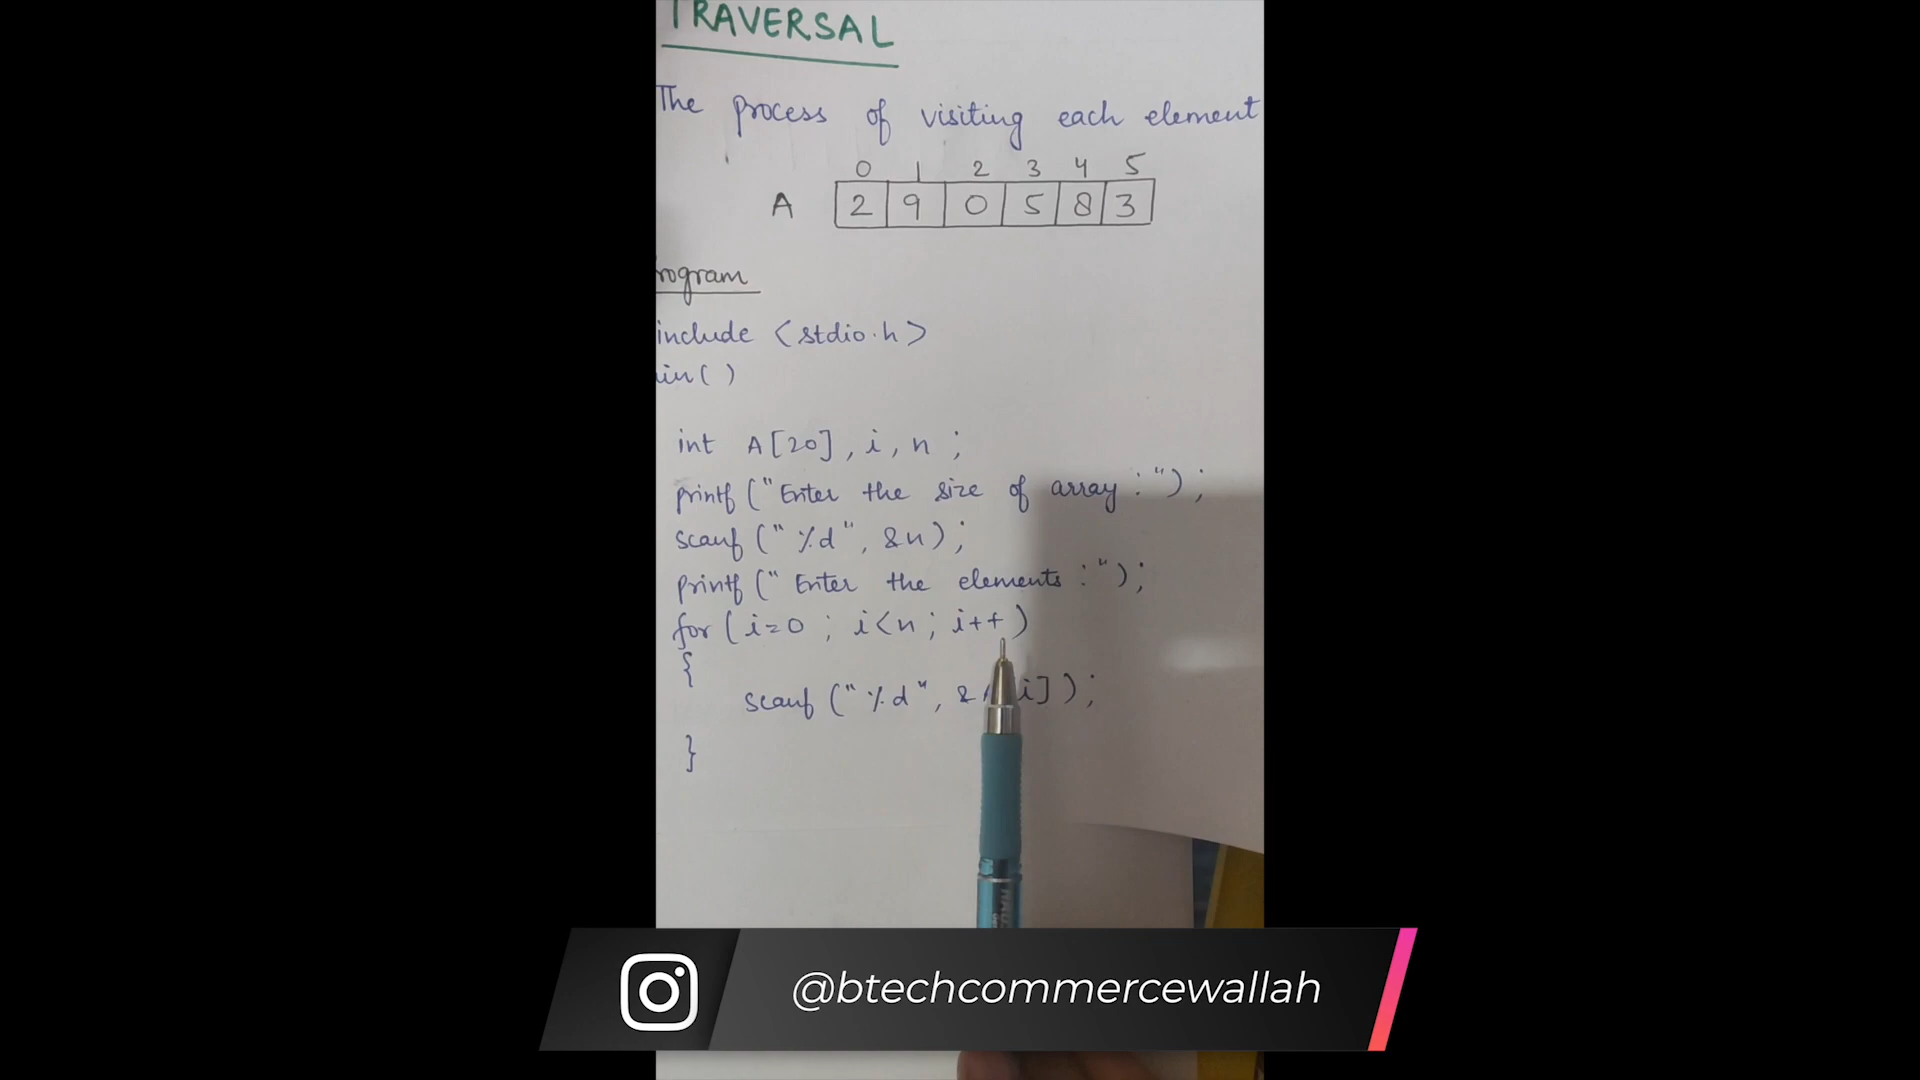 TRAVERSAL
The process of visiting each element
0 1 2 3 4 5
A 2 9 0 5 8 3
rogram
include <stdio.h>
in( )
int A[20], i, n ;
printf ("Enter the size of array : ");
scanf ("%d", &n);
printf (" Enter the elements : ");
for ( i=0 ; i<n ; i++)
{
scanf ("%d", & i] );
}
@btechcommercewallah